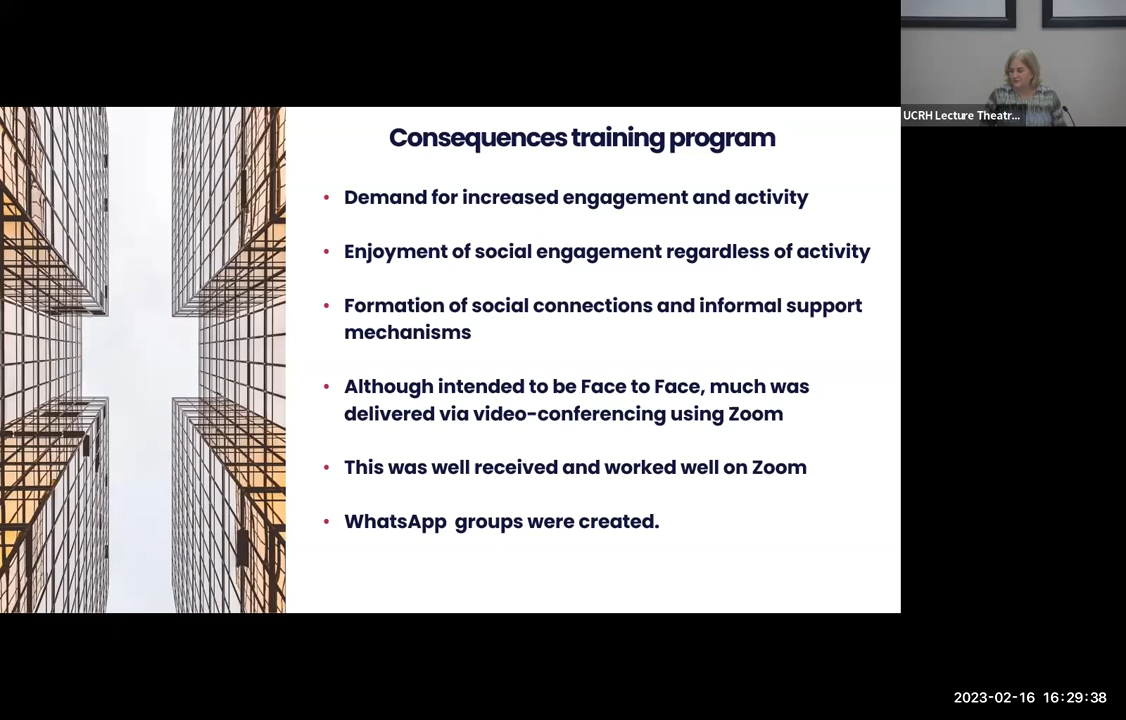 UCRH Lecture Theatr...
Consequences training program
• Demand for increased engagement and activity
• Enjoyment of social engagement regardless of activity
• Formation of social connections and informal support
mechanisms
• Although intended to be Face to Face, much was
delivered via video-conferencing using Zoom
• This was well received and worked well on Zoom
• WhatsApp  groups were created.
2023-02-16  16:29:38